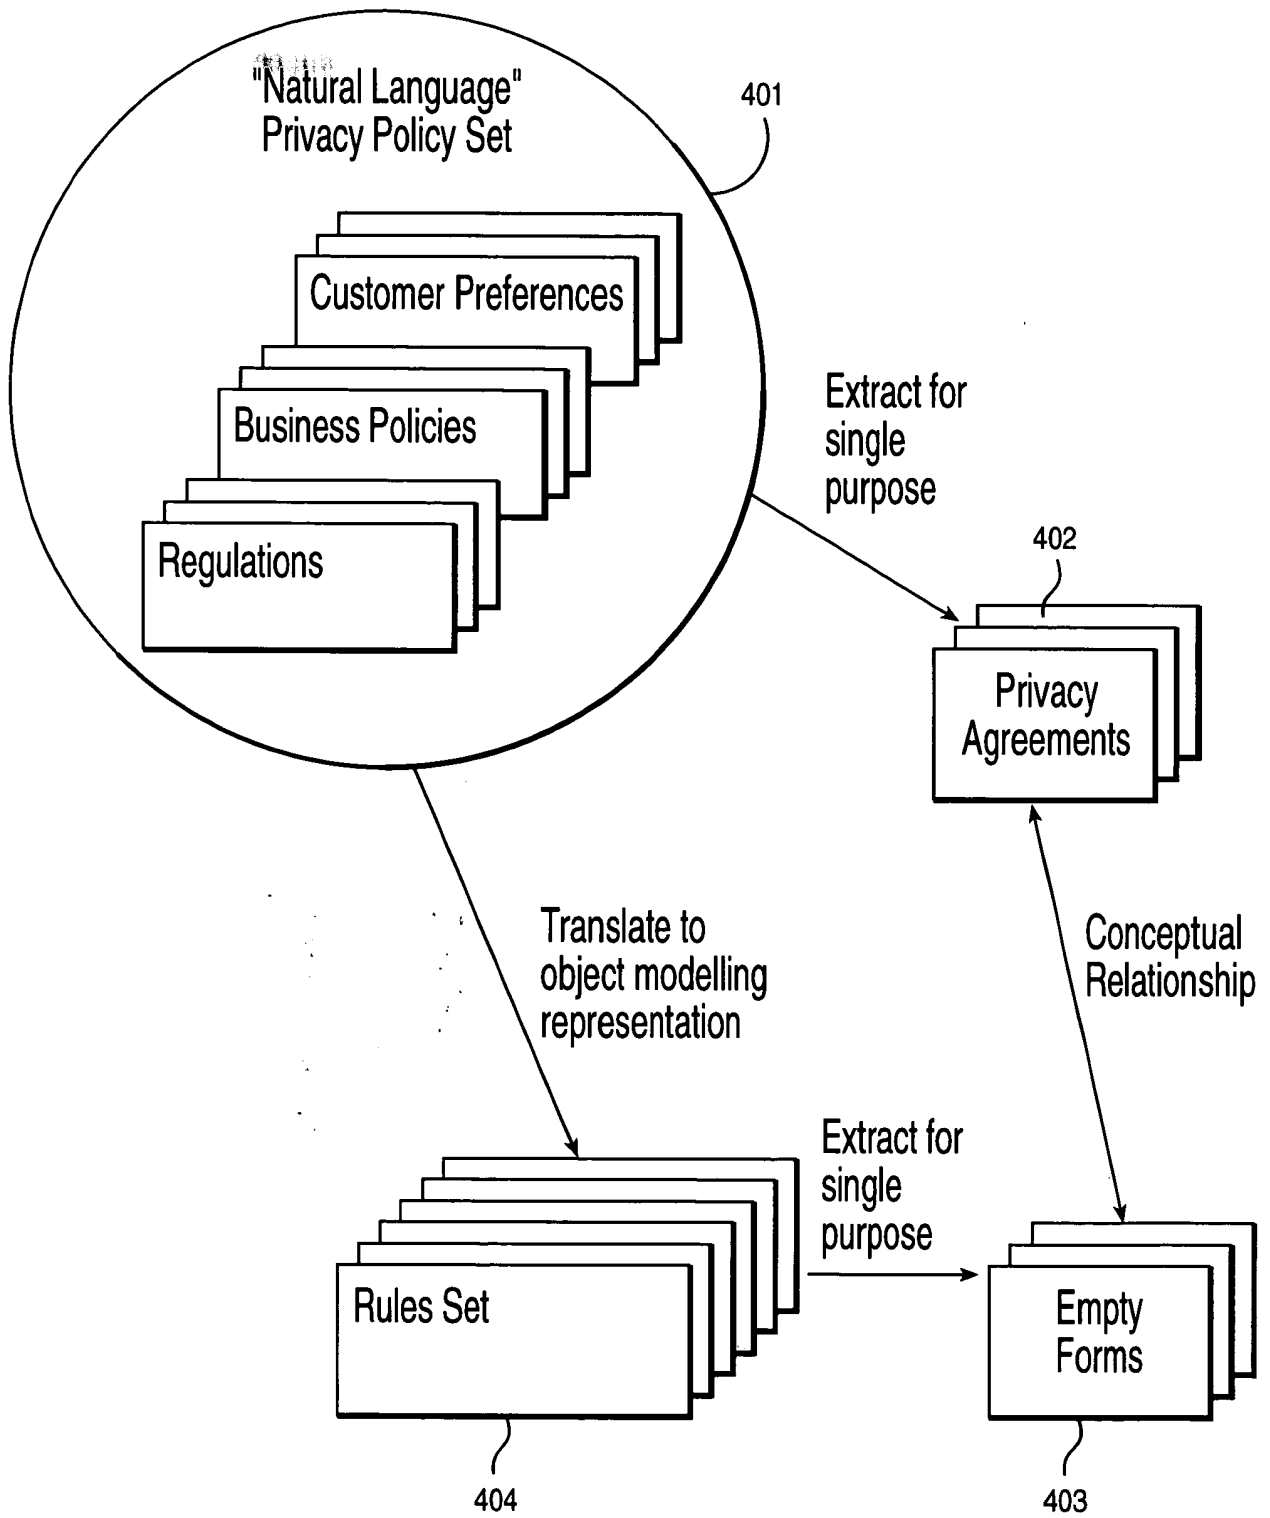 "Natural Language"
Privacy Policy Set
401
Customer Preferences
Business Policies
Regulations
Extract for
single
purpose
402
Privacy
Agreements
Translate to
object modelling
representation
Conceptual
Relationship
Extract for
single
purpose
Rules Set
Empty
Forms
404
403